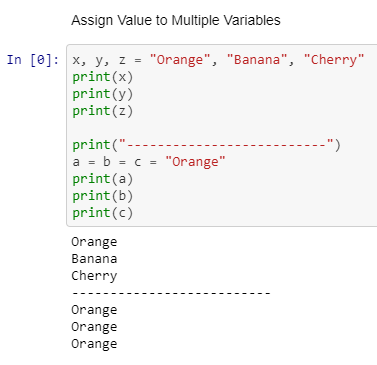 Assign Value to Multiple Variables
In [0]: x, y, z = "Orange", "Banana", "Cherry"
print(x)
print(y)
print(z)
print("--------------------------")
a = b = c = "Orange"
print(a)
print(b)
print(c)
Orange
Banana
Cherry
--------------------------
Orange
Orange
Orange